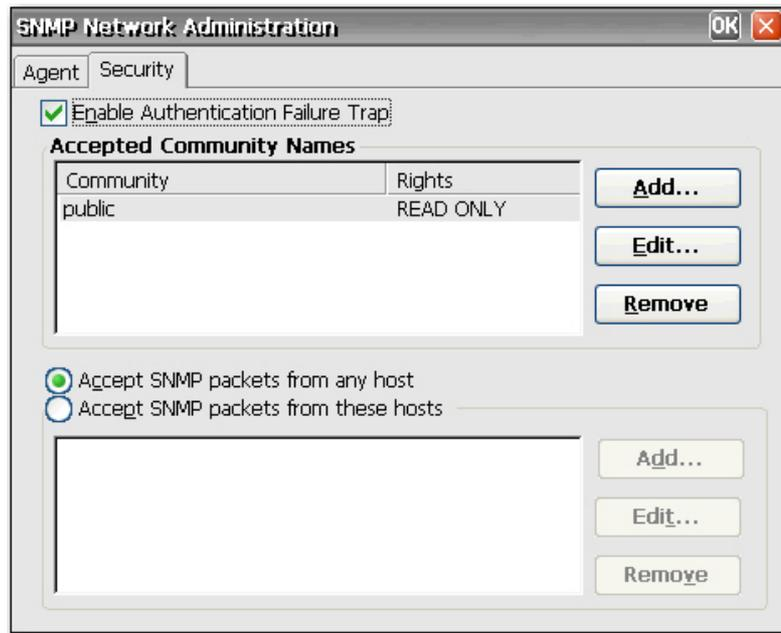 SNMP Network Administration OK
Agent Security
Enable Authentication Failure Trap
Accepted Community Names
Community Rights
public READ ONLY
Add...
Edit...
Remove
Accept SNMP packets from any host
Accept SNMP packets from these hosts
Add...
Edit...
Remove